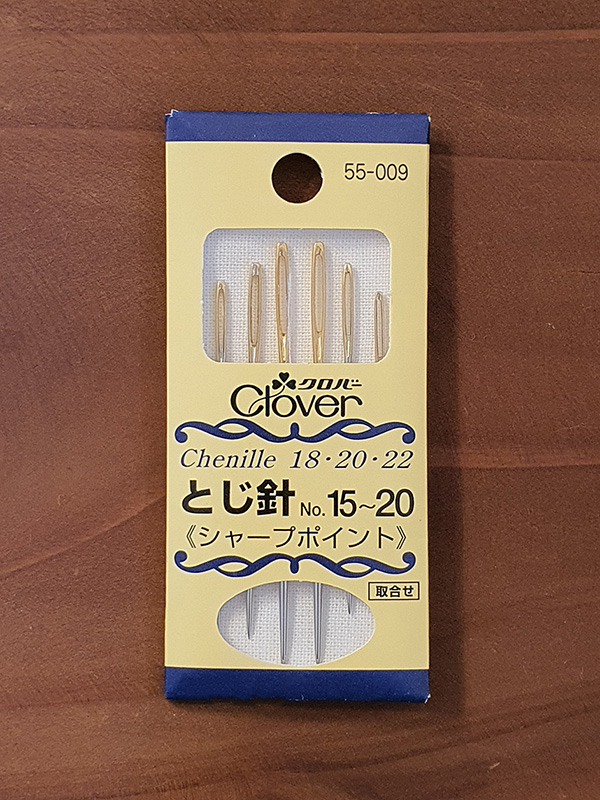 55-009
クロバー
Clover
Chenille 18・20・22
とじ針 No.15~20
《シャープポイント》
取合せ